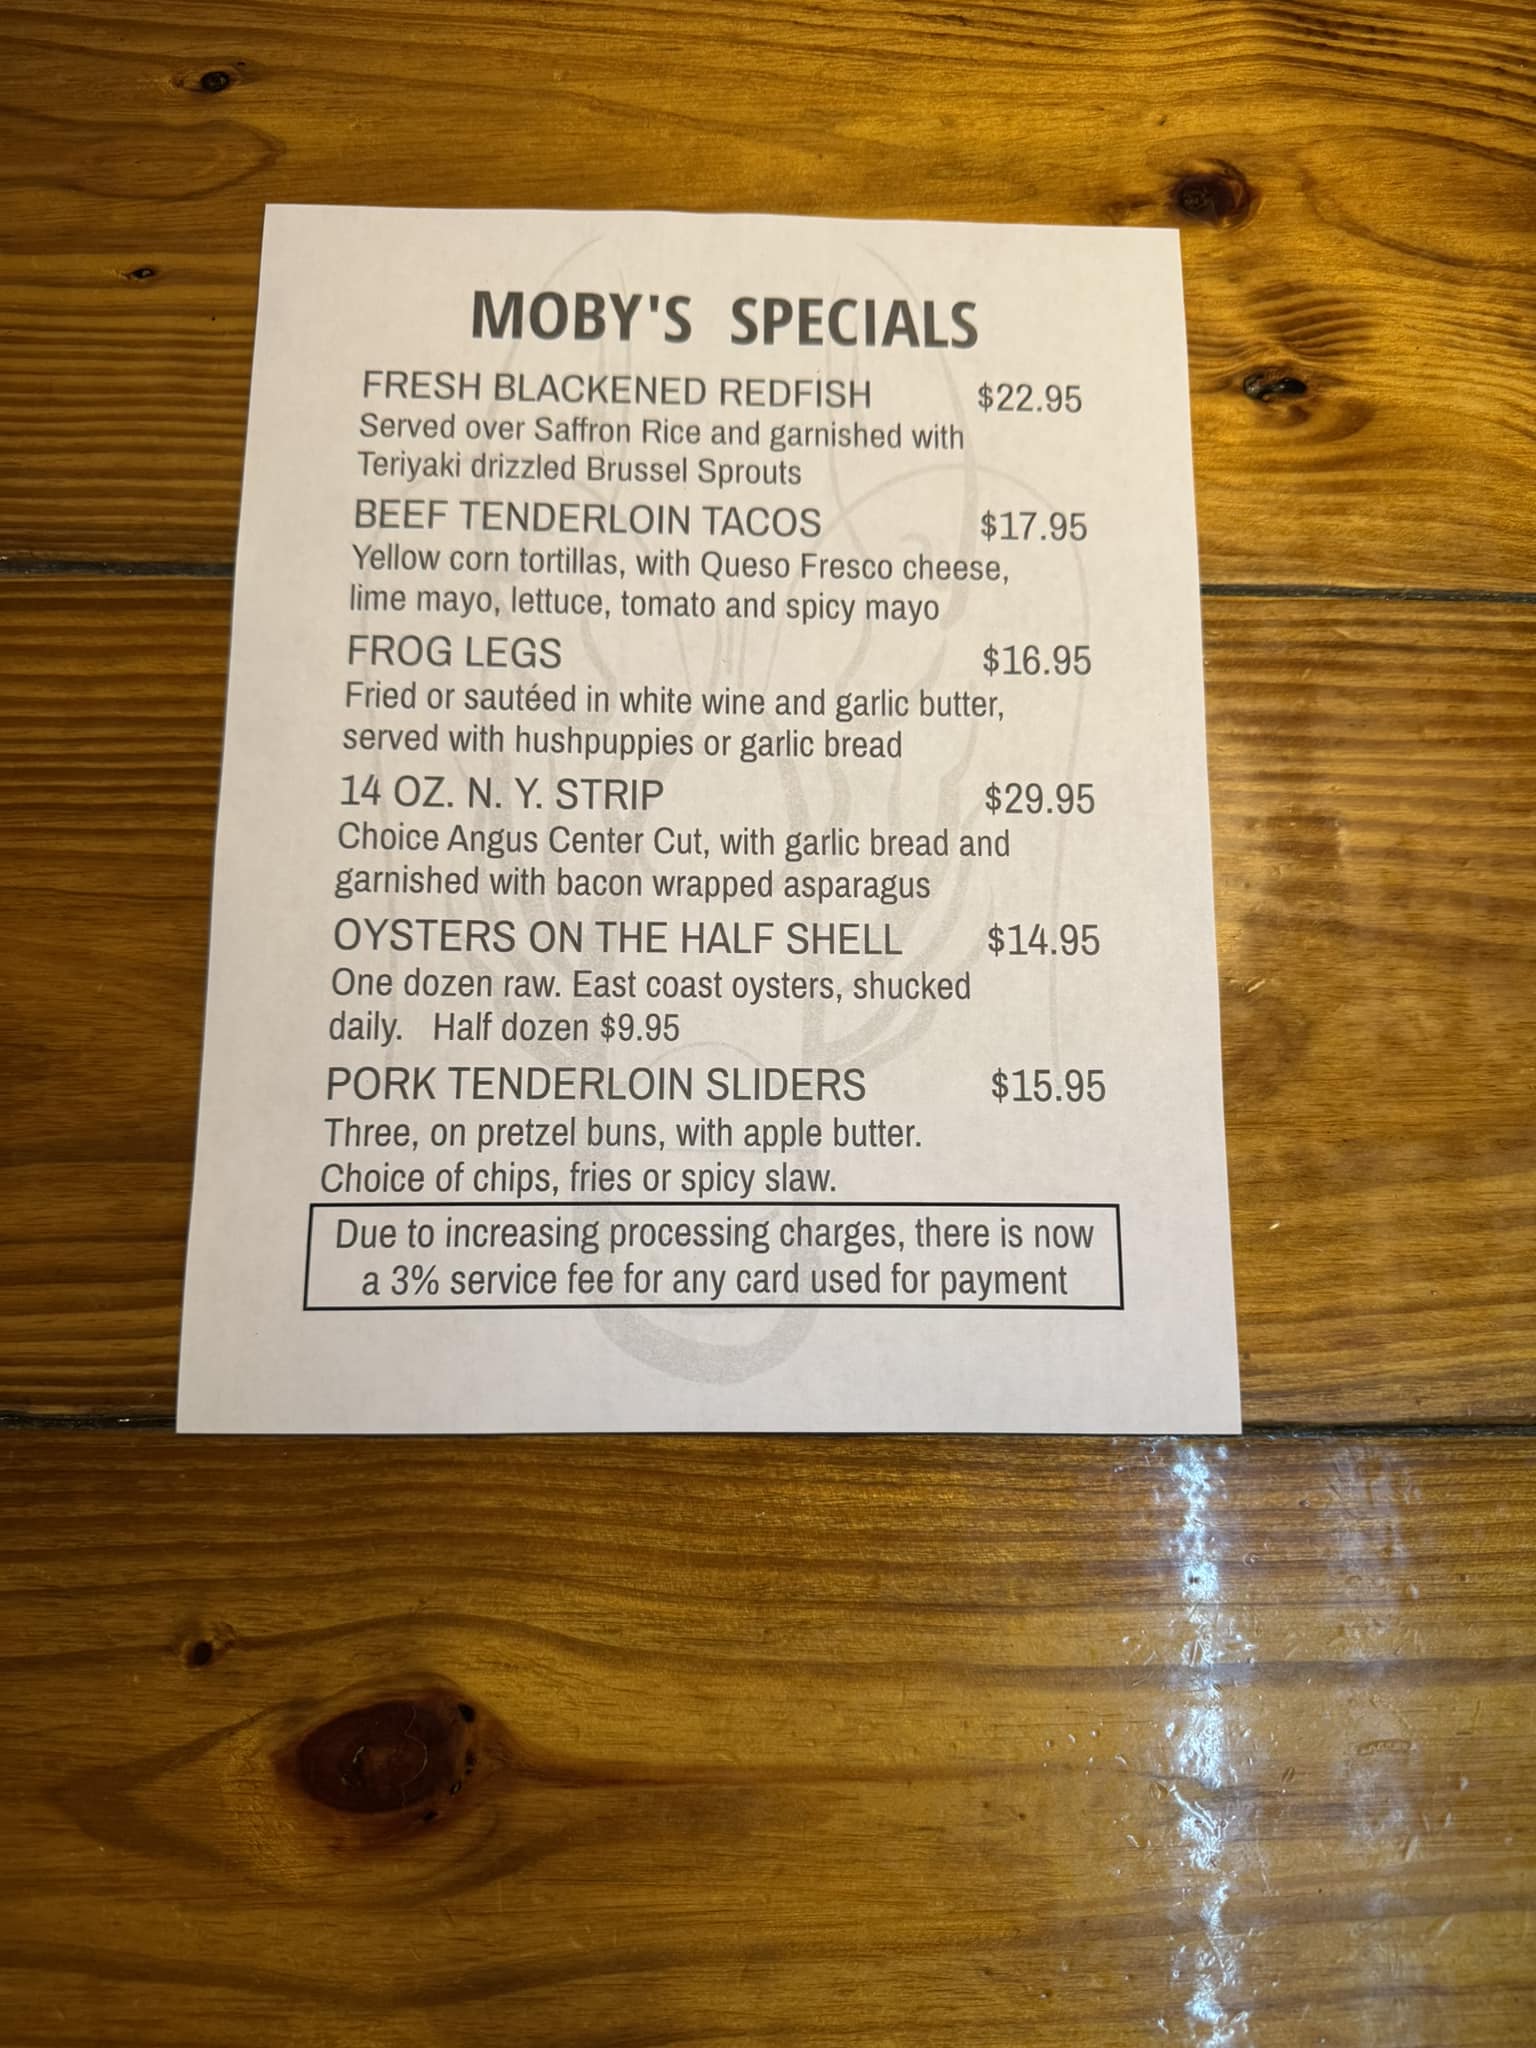 MOBY'S SPECIALS
FRESH BLACKENED REDFISH $22.95
Served over Saffron Rice and garnished with
Teriyaki drizzled Brussel Sprouts
BEEF TENDERLOIN TACOS $17.95
Yellow corn tortillas, with Queso Fresco cheese,
lime mayo, lettuce, tomato and spicy mayo
FROG LEGS $16.95
Fried or sautéed in white wine and garlic butter,
served with hushpuppies or garlic bread
14 OZ. N. Y. STRIP $29.95
Choice Angus Center Cut, with garlic bread and
garnished with bacon wrapped asparagus
OYSTERS ON THE HALF SHELL $14.95
One dozen raw. East coast oysters, shucked
daily. Half dozen $9.95
PORK TENDERLOIN SLIDERS $15.95
Three, on pretzel buns, with apple butter.
Choice of chips, fries or spicy slaw.
Due to increasing processing charges, there is now
a 3% service fee for any card used for payment